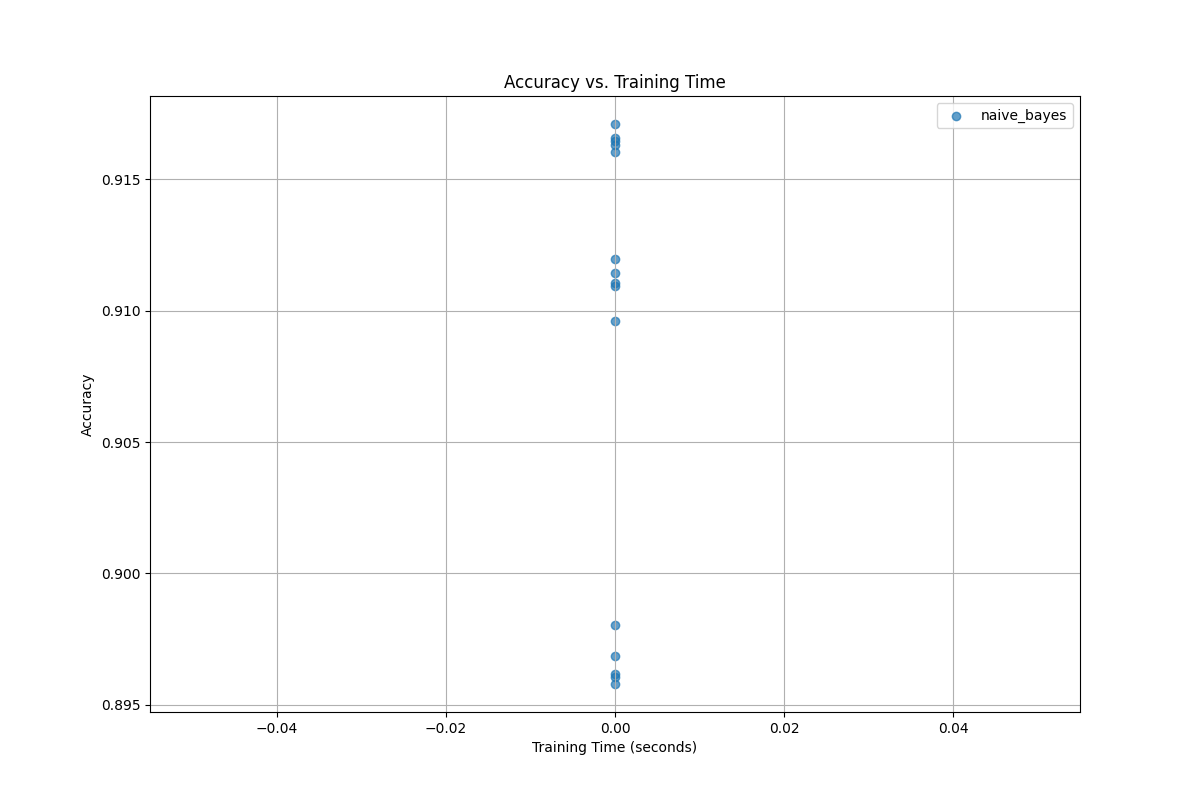 Accuracy vs. Training Time
naive_bayes
0.915
0.910
0.905
0.900
0.895
Accuracy
−0.04
−0.02
0.00
0.02
0.04
Training Time (seconds)